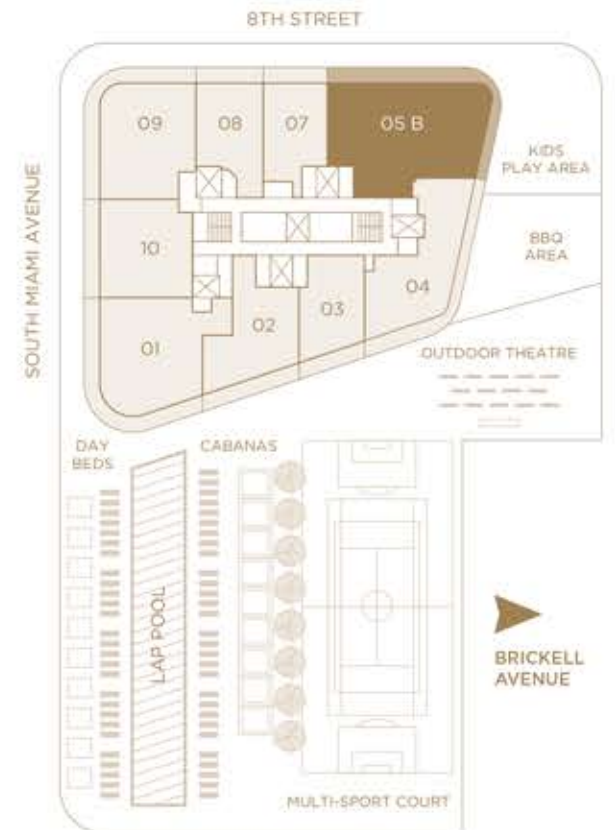 8TH STREET
SOUTH MIAMI AVENUE
09
08
07
05 B
KIDS
PLAY AREA
10
BBQ
AREA
01
02
03
04
OUTDOOR THEATRE
DAY
BEDS
CABANAS
LAP POOL
BRICKELL
AVENUE
MULTI-SPORT COURT